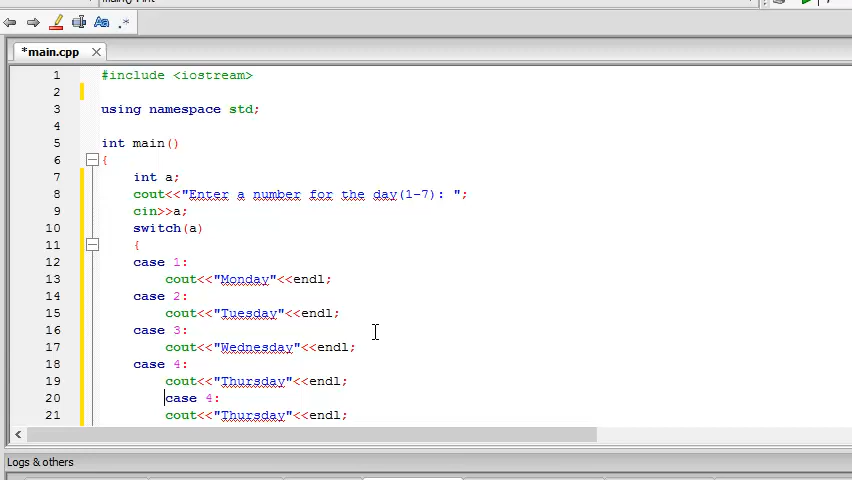 *main.cpp
1 #include <iostream>
2
3 using namespace std;
4
5 int main()
6 {
7 int a;
8 cout<<"Enter a number for the day(1-7): ";
9 cin>>a;
10 switch(a)
11 {
12 case 1:
13 cout<<"Monday"<<endl;
14 case 2:
15 cout<<"Tuesday"<<endl;
16 case 3:
17 cout<<"Wednesday"<<endl;
18 case 4:
19 cout<<"Thursday"<<endl;
20 case 4:
21 cout<<"Thursday"<<endl;
Logs & others